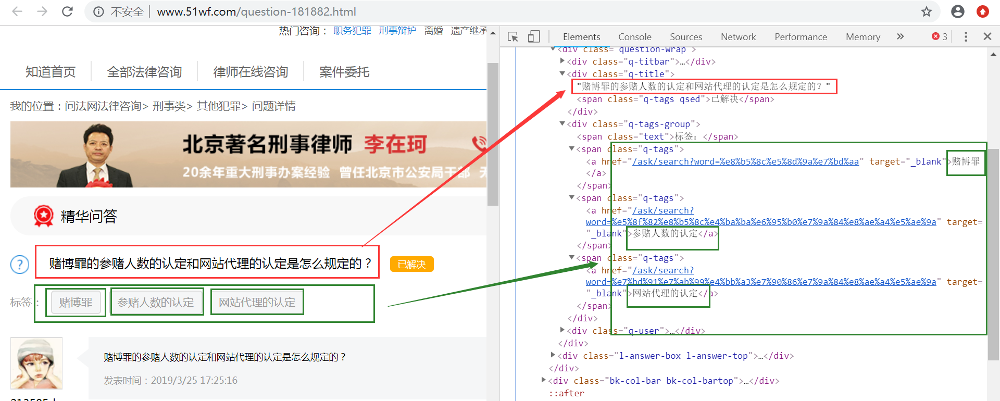 不安全 | www.51wf.com/question-181882.html
热门咨询： 职务犯罪 刑事辩护 离婚 遗产继承
知道首页 全部法律咨询 律师在线咨询 案件委托
我的位置：问法网法律咨询> 刑事类> 其他犯罪> 问题详情
北京著名刑事律师 李在珂
20余年重大刑事办案经验 曾任北京市公安局干部
精华问答
? 赌博罪的参赌人数的认定和网站代理的认定是怎么规定的？ 已解决
标签： 赌博罪 参赌人数的认定 网站代理的认定
赌博罪的参赌人数的认定和网站代理的认定是怎么规定的？
发表时间：2019/3/25 17:25:16
Elements Console Sources Network Performance Memory » 3
<div class="question-wrap">
<div class="q-titbar">…</div>
<div class="q-title">
"赌博罪的参赌人数的认定和网站代理的认定是怎么规定的？"
<span class="q-tags qsed">已解决</span>
</div>
<div class="q-tags-group">
<span class="text">标签：</span>
<span class="q-tags">
<a href="/ask/search?word=%e8%b5%8c%e5%8d%9a%e7%bd%aa" target="_blank">赌博罪
</a>
</span>
<span class="q-tags">
<a href="/ask/search?
word=%e5%8f%82%e8%b5%8c%e4%ba%ba%e6%95%b0%e7%9a%84%e8%ae%a4%e5%ae%9a" target=
"_blank">参赌人数的认定</a>
</span>
<span class="q-tags">
<a href="/ask/search?
word=%e7%bd%91%e7%ab%99%e4%bb%a3%e7%90%86%e7%9a%84%e8%ae%a4%e5%ae%9a" target=
"_blank">网站代理的认定</a>
</span>
</div>
<div class="q-user">…</div>
</div>
<div class="l-answer-box l-answer-top">…</div>
</div>
<div class="bk-col-bar bk-col-bartop">…</div>
::after